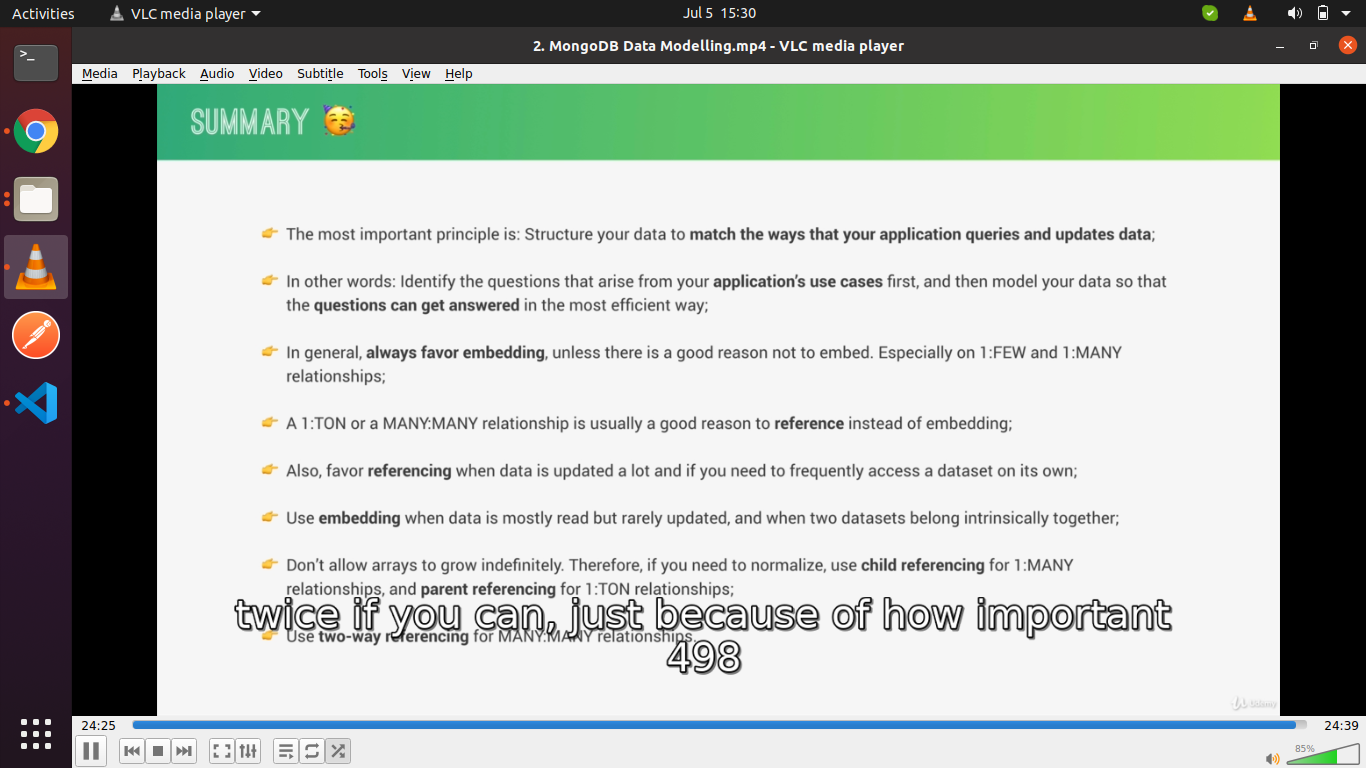 Activities VLC media player Jul 5 15:30
2. MongoDB Data Modelling.mp4 - VLC media player
Media Playback Audio Video Subtitle Tools View Help
SUMMARY
The most important principle is: Structure your data to match the ways that your application queries and updates data;
In other words: Identify the questions that arise from your application's use cases first, and then model your data so that
the questions can get answered in the most efficient way;
In general, always favor embedding, unless there is a good reason not to embed. Especially on 1:FEW and 1:MANY
relationships;
A 1:TON or a MANY:MANY relationship is usually a good reason to reference instead of embedding;
Also, favor referencing when data is updated a lot and if you need to frequently access a dataset on its own;
Use embedding when data is mostly read but rarely updated, and when two datasets belong intrinsically together;
Don't allow arrays to grow indefinitely. Therefore, if you need to normalize, use child referencing for 1:MANY
relationships, and parent referencing for 1:TON relationships;
twice if you can, just because of how important
Use two-way referencing for MANY:MANY relationships.
498
Udemy
24:25 24:39
85%